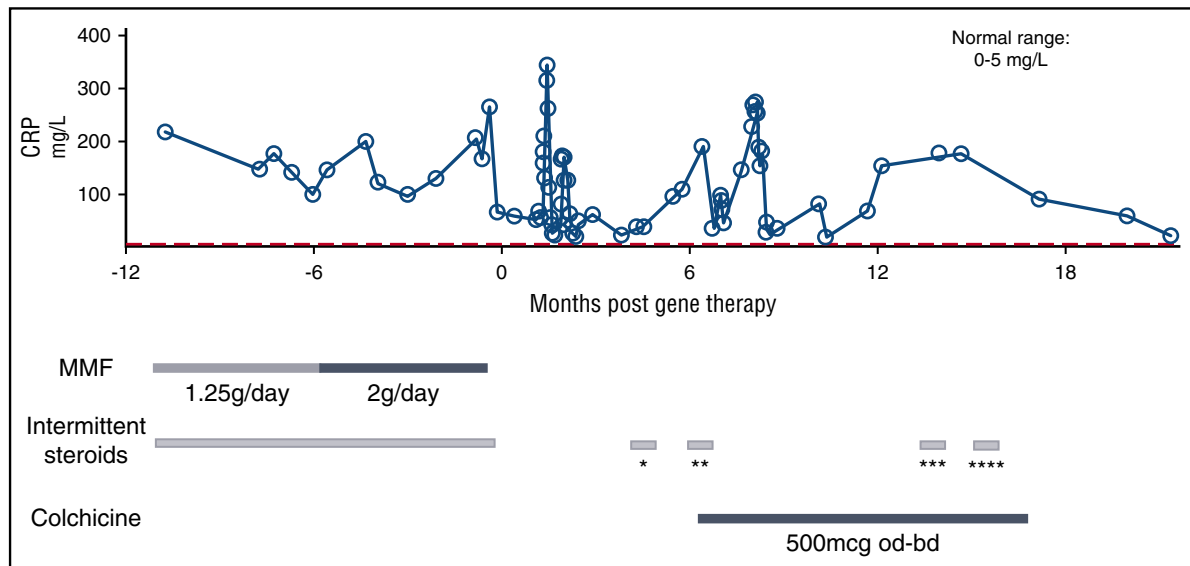 400
Normal range:
0-5 mg/L
300
CRP
mg/L
200
100
-12 -6 0 6 12 18
Months post gene therapy
MMF
1.25g/day 2g/day
Intermittent
steroids
* ** *** ****
Colchicine
500mcg od-bd